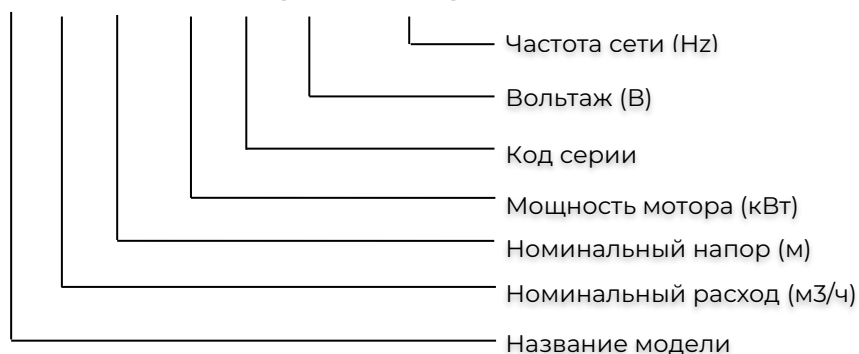 Частота сети (Hz)
Вольтаж (В)
Код серии
Мощность мотора (кВт)
Номинальный напор (м)
Номинальный расход (м3/ч)
Название модели